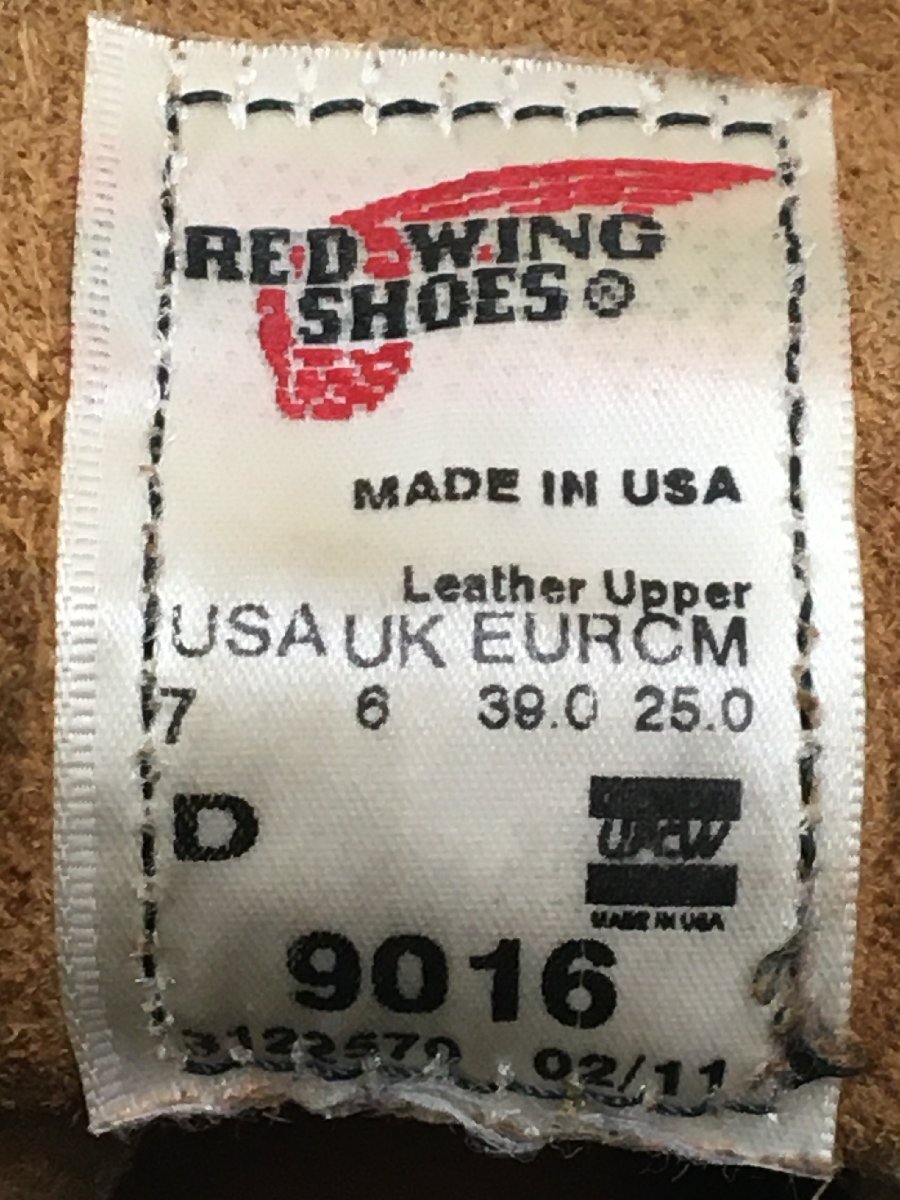 RED WING
SHOES®
MADE IN USA
Leather Upper
USA UK EUR CM
7 6 39.0 25.0
D
UFCW
MADE IN USA
9016
3122570 02/11